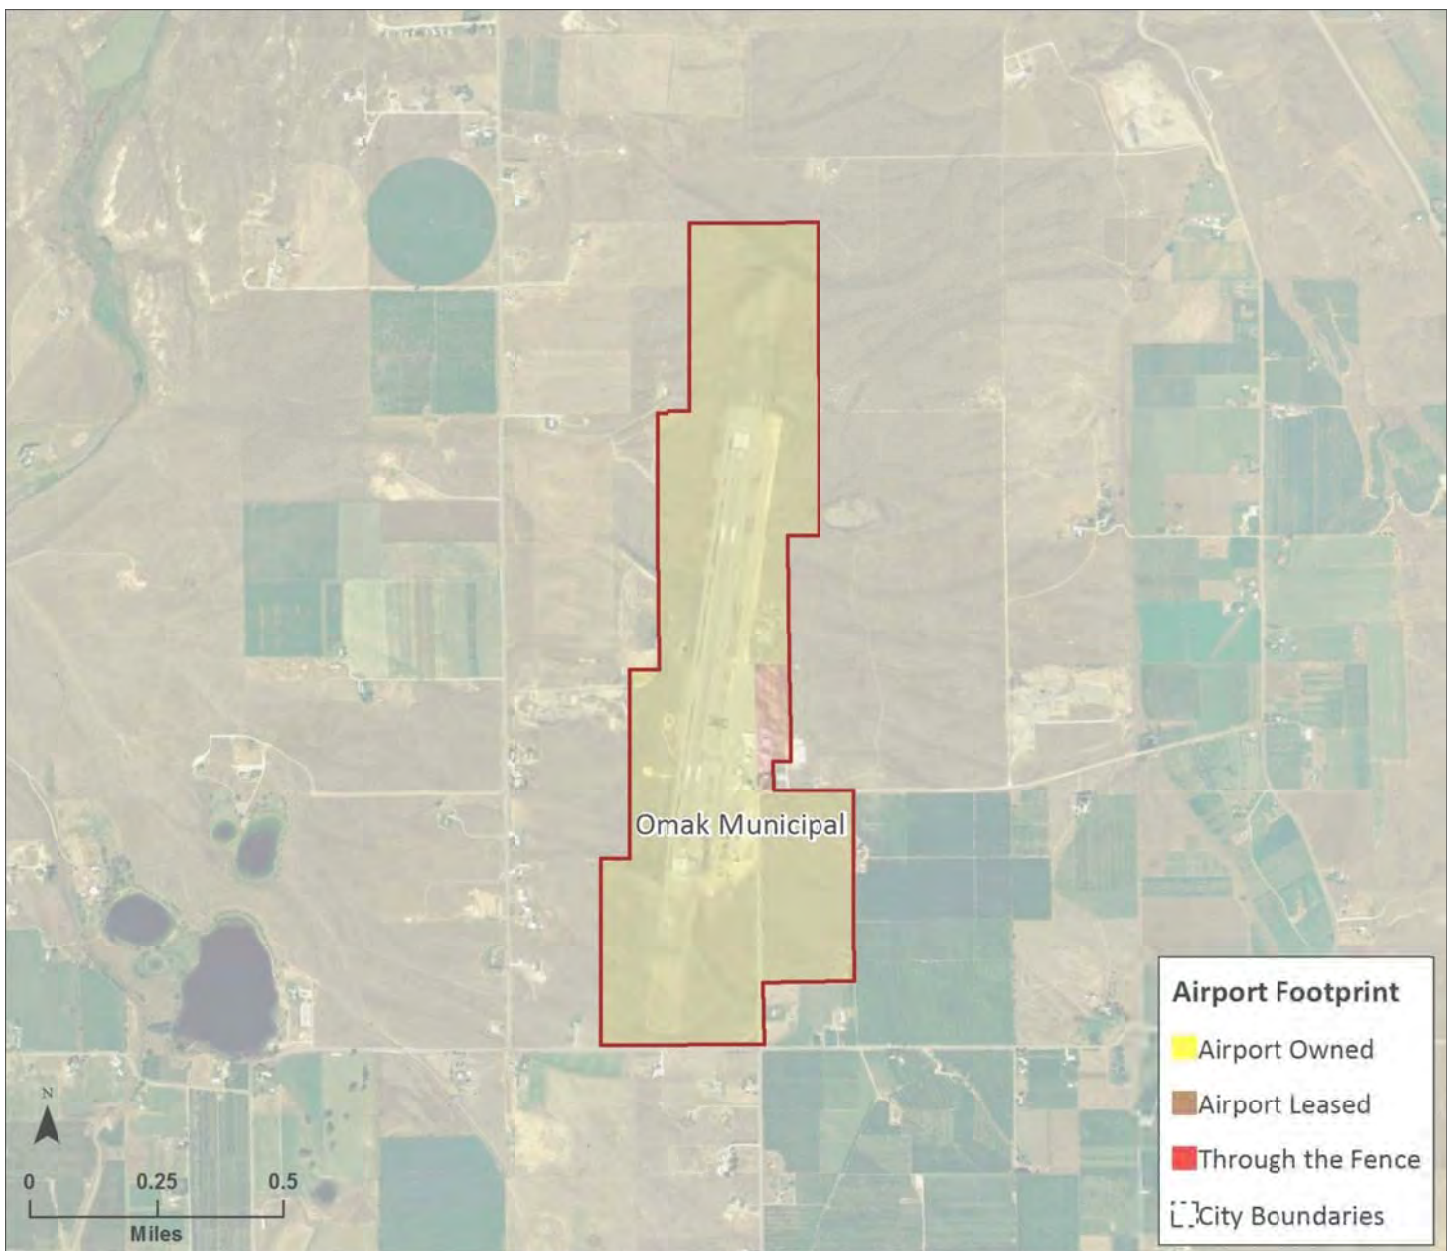 Omak Municipal
Airport Footprint
Airport Owned
Airport Leased
Through the Fence
City Boundaries
N
0 0.25 0.5
Miles